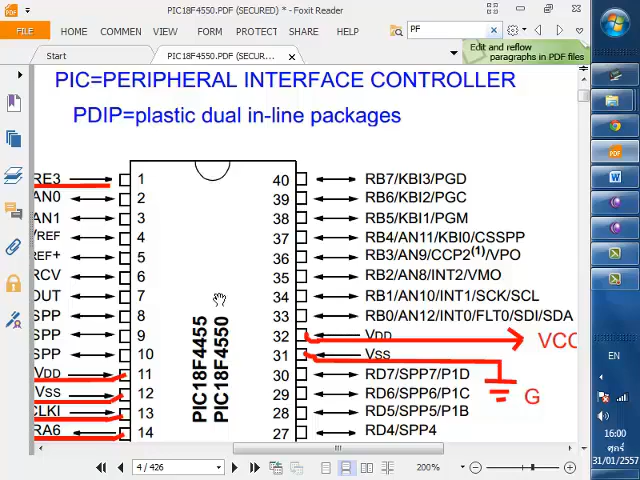 PIC18F4550.PDF (SECURED) * - Foxit Reader
PF
FILE
HOME
COMMEN
VIEW
FORM
PROTECT
SHARE
Edit and reflow
paragraphs in PDF files
Start
PIC18F4550.PDF (SECUR...
PIC=PERIPHERAL INTERFACE CONTROLLER
PDIP=plastic dual in-line packages
RE3 1 40 RB7/KBI3/PGD
AN0 2 39 RB6/KBI2/PGC
AN1 3 38 RB5/KBI1/PGM
/REF 4 37 RB4/AN11/KBI0/CSSPP
REF+ 5 36 RB3/AN9/CCP2(1)/VPO
RCV 6 35 RB2/AN8/INT2/VMO
OUT 7 34 RB1/AN10/INT1/SCK/SCL
SPP 8 33 RB0/AN12/INT0/FLT0/SDI/SDA
SPP 9 32 VDD VCC
SPP 10 31 VSS
VDD 11 30 RD7/SPP7/P1D
VSS 12 29 RD6/SPP6/P1C G
CLKI 13 28 RD5/SPP5/P1B
RA6 14 27 RD4/SPP4
PIC18F4455
PIC18F4550
4 / 426
200%
EN
16:00
ศุกร์
31/01/2557